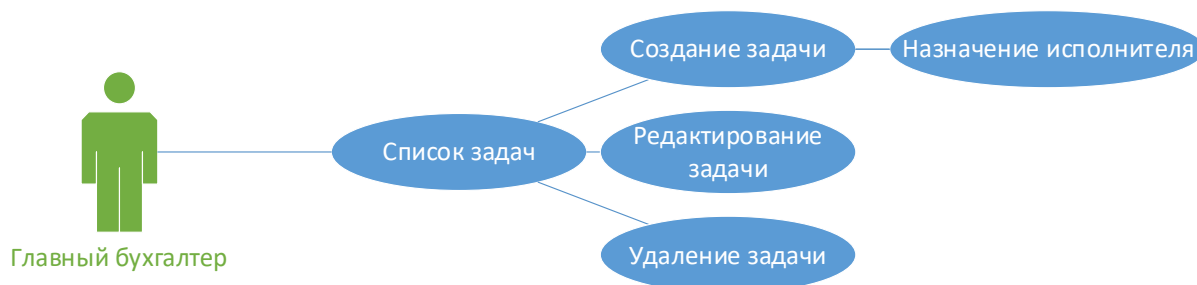 Создание задачи
Назначение исполнителя
Список задач
Редактирование
задачи
Удаление задачи
Главный бухгалтер